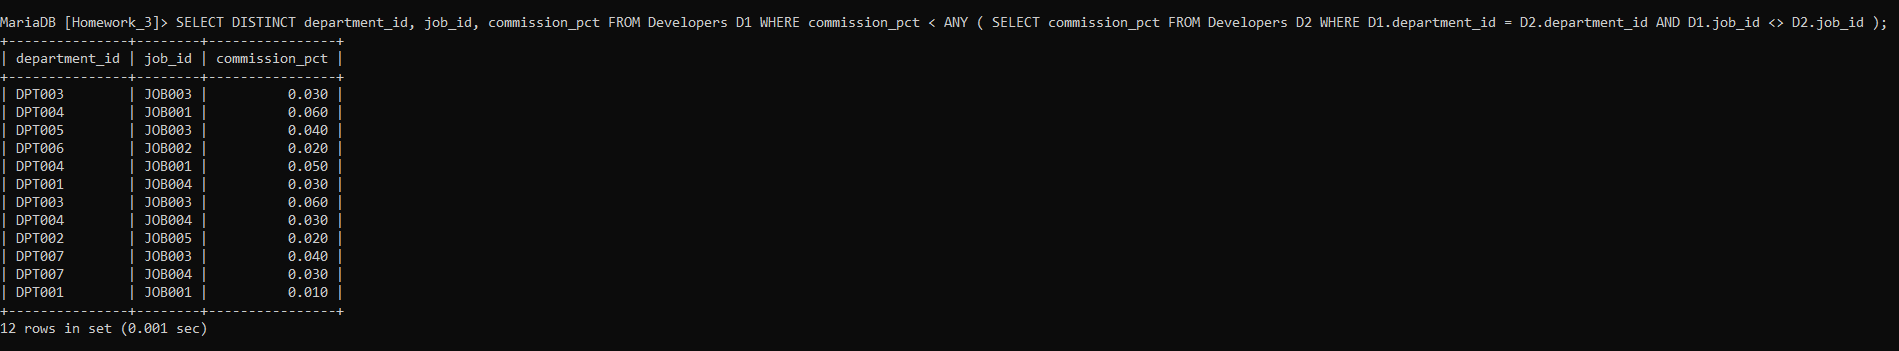 MariaDB [Homework_3]> SELECT DISTINCT department_id, job_id, commission_pct FROM Developers D1 WHERE commission_pct < ANY ( SELECT commission_pct FROM Developers D2 WHERE D1.department_id = D2.department_id AND D1.job_id <> D2.job_id );
+---------------+--------+----------------+
| department_id | job_id | commission_pct |
+---------------+--------+----------------+
| DPT003        | JOB003 |          0.030 |
| DPT004        | JOB001 |          0.060 |
| DPT005        | JOB003 |          0.040 |
| DPT006        | JOB002 |          0.020 |
| DPT004        | JOB001 |          0.050 |
| DPT001        | JOB004 |          0.030 |
| DPT003        | JOB003 |          0.060 |
| DPT004        | JOB004 |          0.030 |
| DPT002        | JOB005 |          0.020 |
| DPT007        | JOB003 |          0.040 |
| DPT007        | JOB004 |          0.030 |
| DPT001        | JOB001 |          0.010 |
+---------------+--------+----------------+
12 rows in set (0.001 sec)